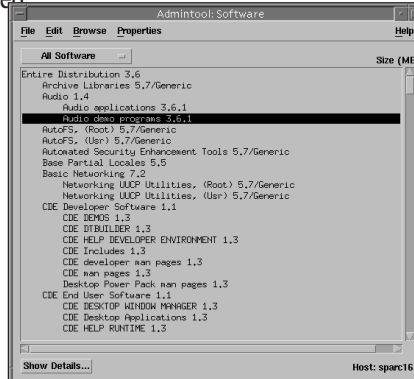 Admintool: Software
File Edit Browse Properties Help
All Software
Size (MB
Entire Distribution 3.6
Archive Libraries 5.7/Generic
Audio 1.4
Audio applications 3.6.1
Audio demo programs 3.6.1
AutoFS, (Root) 5.7/Generic
AutoFS, (Usr) 5.7/Generic
Automated Security Enhancement Tools 5.7/Generic
Base Partial Locales 5.5
Basic Networking 7.2
Networking UUCP Utilities, (Root) 5.7/Generic
Networking UUCP Utilities, (Usr) 5.7/Generic
CDE Developer Software 1.1
CDE DEMOS 1.3
CDE DTBUILDER 1.3
CDE HELP DEVELOPER ENVIRONMENT 1.3
CDE Includes 1.3
CDE developer man pages 1.3
CDE man pages 1.3
Desktop Power Pack man pages 1.3
CDE End User Software 1.1
CDE DESKTOP WINDOW MANAGER 1.3
CDE Desktop Applications 1.3
CDE HELP RUNTIME 1.3
Show Details... Host: sparc16